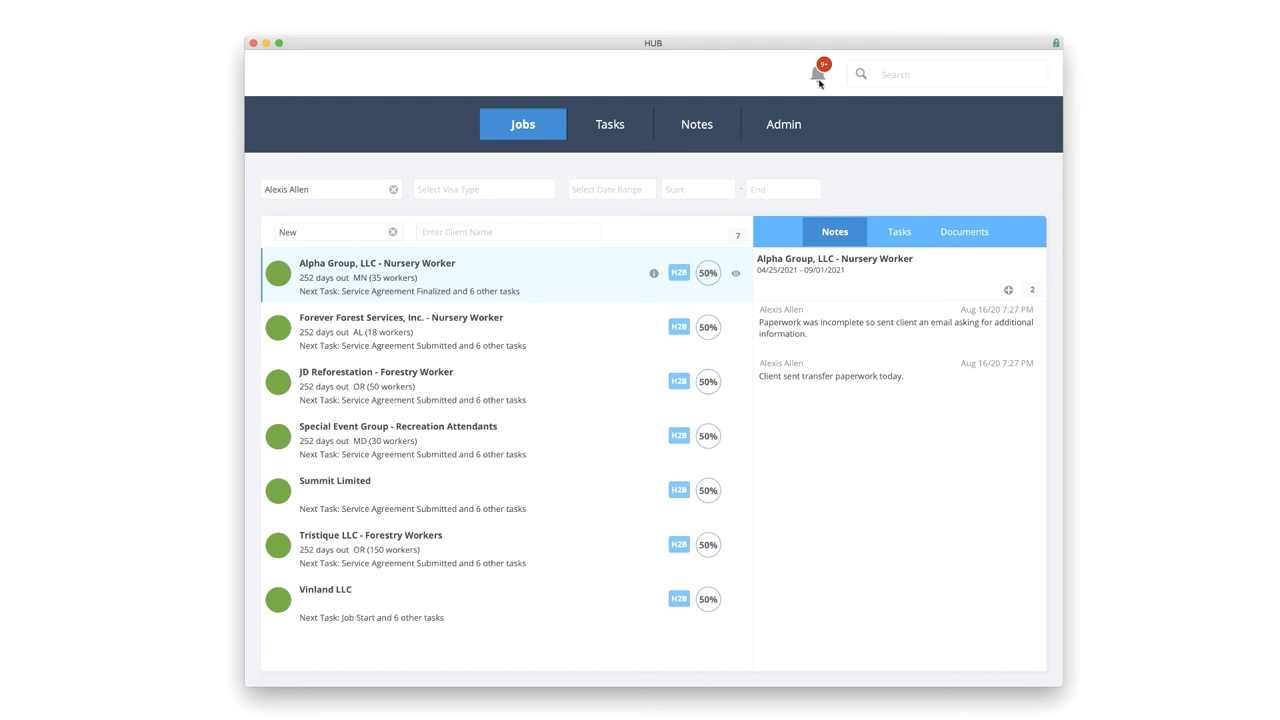 HUB
9+
Search
Jobs
Tasks
Notes
Admin
Alexis Allen
Select Visa Type
Select Date Range
Start
-
End
New
Enter Client Name
7
Alpha Group, LLC - Nursery Worker
252 days out MN (35 workers)
Next Task: Service Agreement Finalized and 6 other tasks
H2B
50%
Forever Forest Services, Inc. - Nursery Worker
252 days out AL (18 workers)
Next Task: Service Agreement Submitted and 6 other tasks
H2B
50%
JD Reforestation - Forestry Worker
252 days out OR (50 workers)
Next Task: Service Agreement Submitted and 6 other tasks
H2B
50%
Special Event Group - Recreation Attendants
252 days out MD (30 workers)
Next Task: Service Agreement Submitted and 6 other tasks
H2B
50%
Summit Limited
Next Task: Service Agreement Submitted and 6 other tasks
H2B
50%
Tristique LLC - Forestry Workers
252 days out OR (150 workers)
Next Task: Service Agreement Submitted and 6 other tasks
H2B
50%
Vinland LLC
Next Task: Job Start and 6 other tasks
H2B
50%
Notes
Tasks
Documents
Alpha Group, LLC - Nursery Worker
04/25/2021 - 09/01/2021
2
Alexis Allen
Aug 16/20 7:27 PM
Paperwork was incomplete so sent client an email asking for additional
information.
Alexis Allen
Aug 16/20 7:27 PM
Client sent transfer paperwork today.